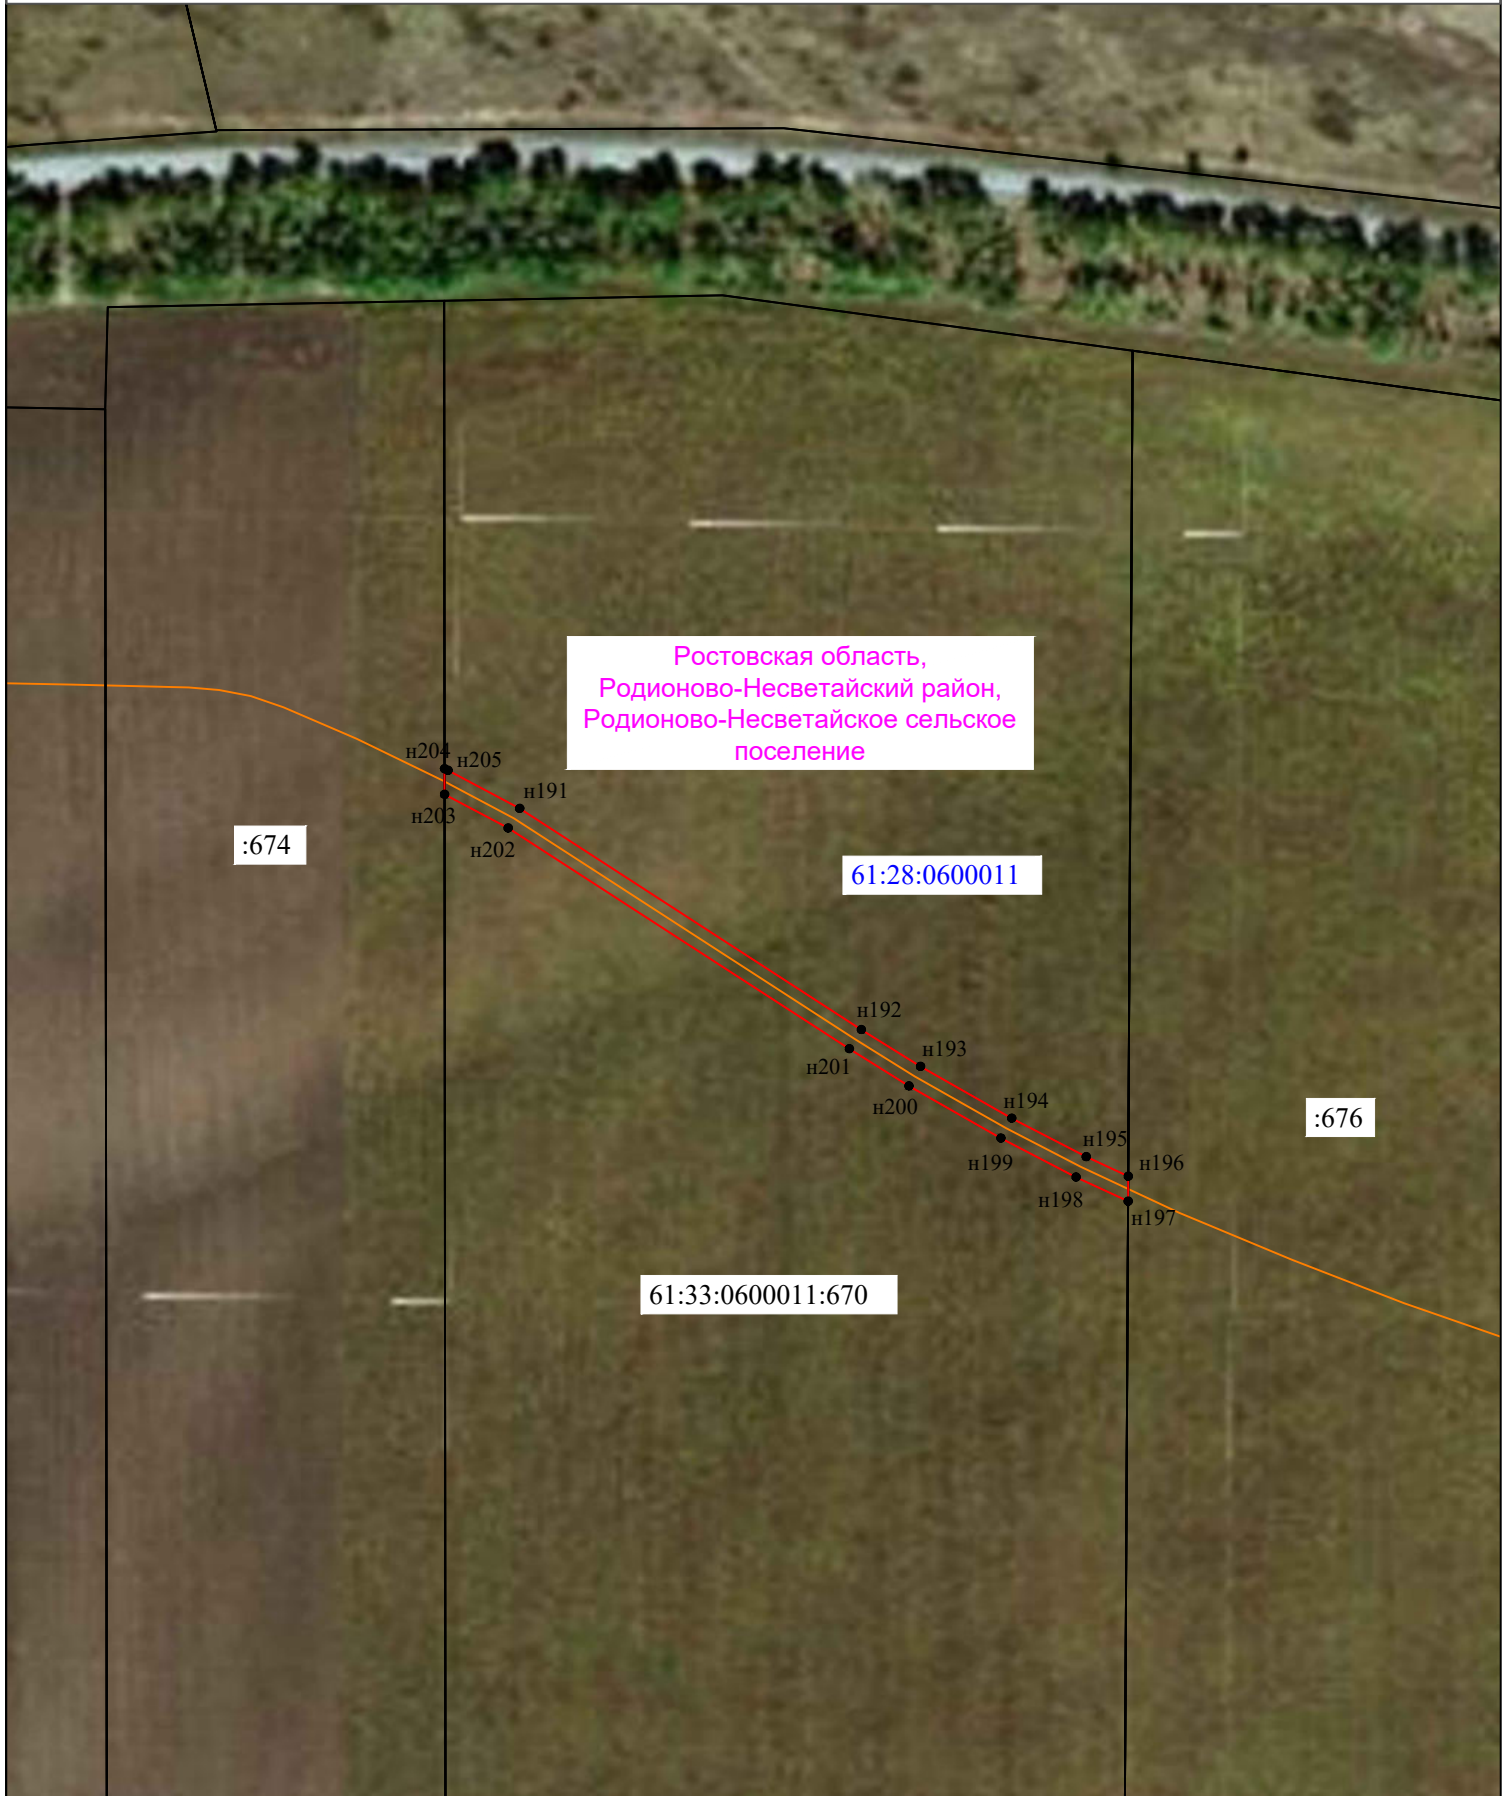 Ростовская область,
Родионово-Несветайский район,
Родионово-Несветайское сельское
поселение
н204
н205
н191
н203
н202
:674
61:28:0600011
н192
н193
н201
н200
н194
:676
н195
н199
н196
н198
н197
61:33:0600011:670